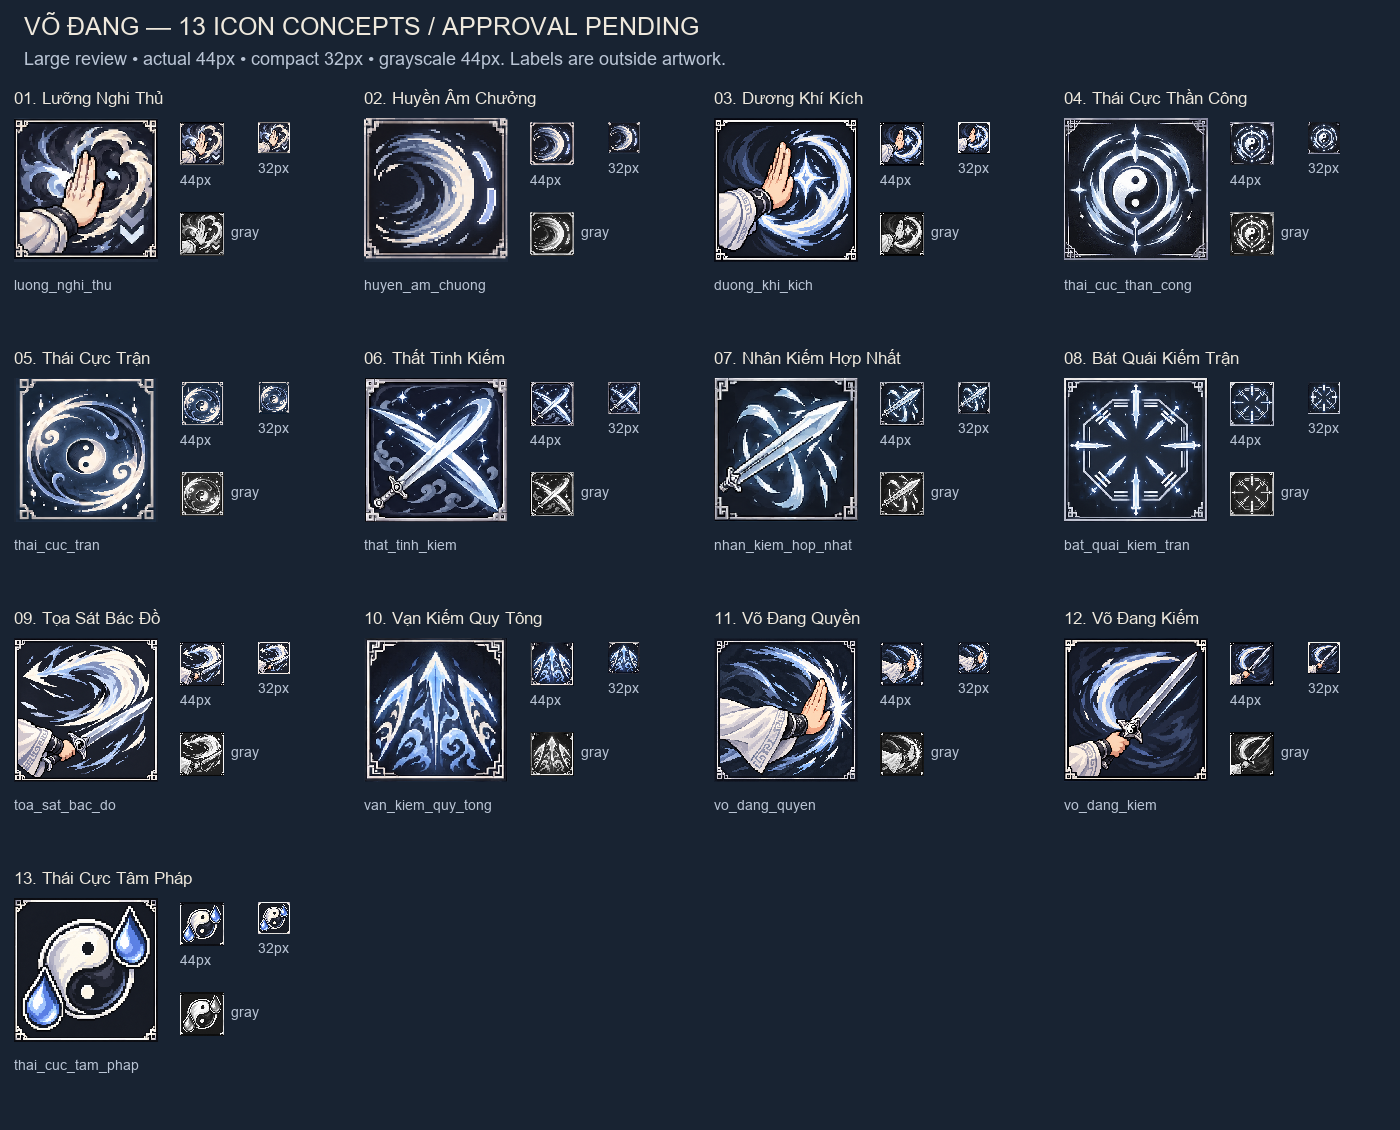 VÕ ĐANG — 13 ICON CONCEPTS / APPROVAL PENDING
Large review • actual 44px • compact 32px • grayscale 44px. Labels are outside artwork.
01. Lưỡng Nghi Thủ
44px
32px
gray
luong_nghi_thu
02. Huyền Âm Chưởng
44px
32px
gray
huyen_am_chuong
03. Dương Khí Kích
44px
32px
gray
duong_khi_kich
04. Thái Cực Thần Công
44px
32px
gray
thai_cuc_than_cong
05. Thái Cực Trận
44px
32px
gray
thai_cuc_tran
06. Thất Tinh Kiếm
44px
32px
gray
that_tinh_kiem
07. Nhân Kiếm Hợp Nhất
44px
32px
gray
nhan_kiem_hop_nhat
08. Bát Quái Kiếm Trận
44px
32px
gray
bat_quai_kiem_tran
09. Tọa Sát Bác Đồ
44px
32px
gray
toa_sat_bac_do
10. Vạn Kiếm Quy Tông
44px
32px
gray
van_kiem_quy_tong
11. Võ Đang Quyền
44px
32px
gray
vo_dang_quyen
12. Võ Đang Kiếm
44px
32px
gray
vo_dang_kiem
13. Thái Cực Tâm Pháp
44px
32px
gray
thai_cuc_tam_phap